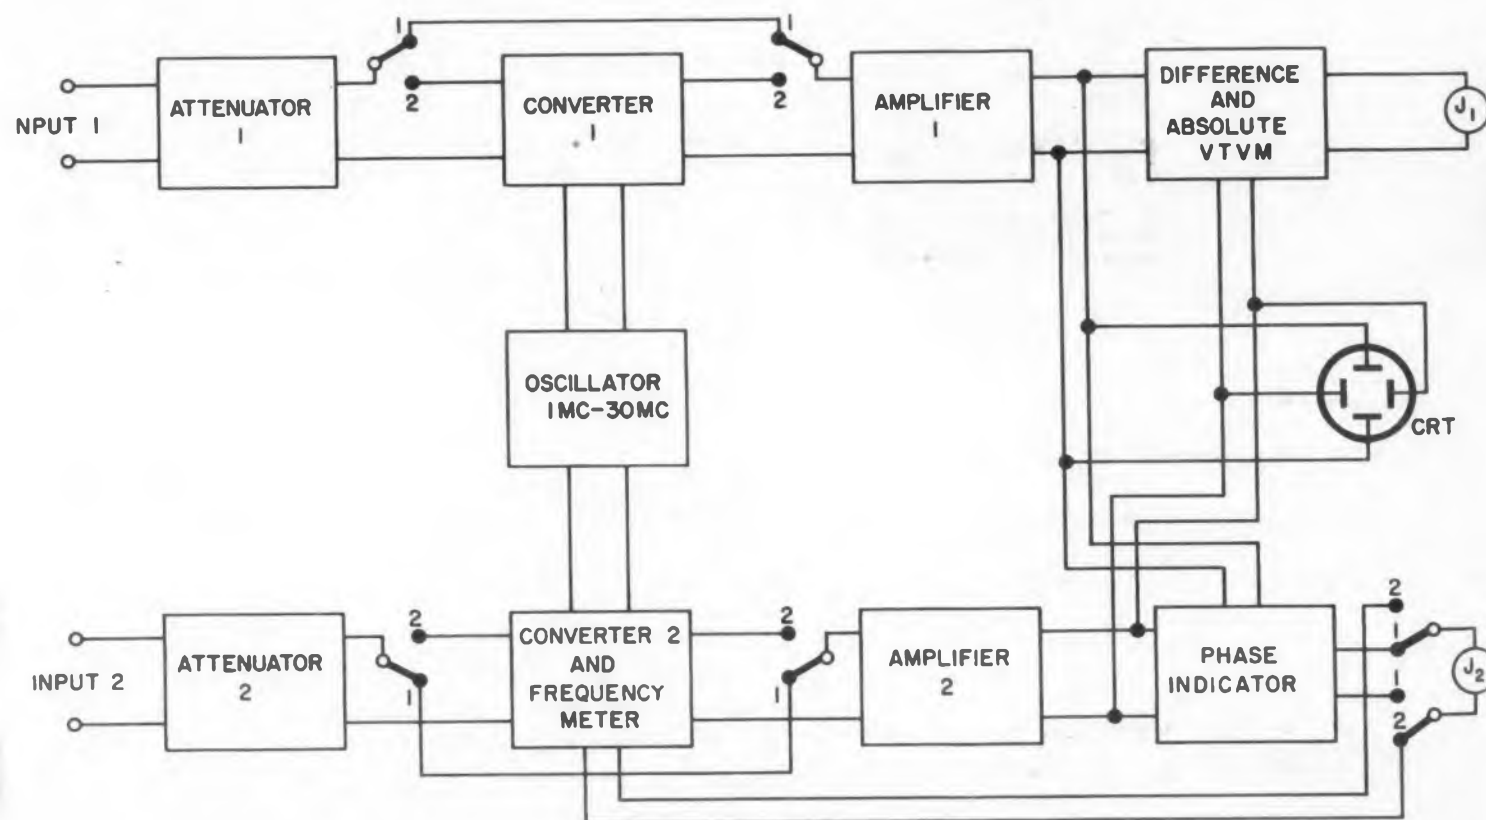 1
1
2
2
NPUT 1
ATTENUATOR
1
CONVERTER
1
AMPLIFIER
1
DIFFERENCE
AND
ABSOLUTE
VTVM
J1
OSCILLATOR
1MC-30MC
CRT
INPUT 2
ATTENUATOR
2
2
1
CONVERTER 2
AND
FREQUENCY
METER
2
1
AMPLIFIER
2
PHASE
INDICATOR
2
1
1
2
J2